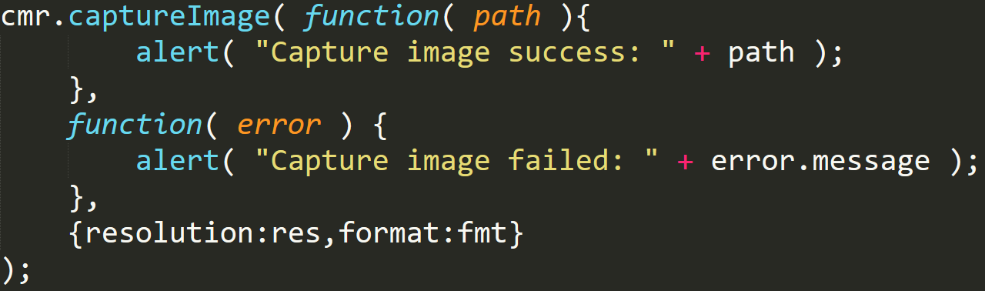 cmr.captureImage( function( path ){
alert( "Capture image success: " + path );
},
function( error ) {
alert( "Capture image failed: " + error.message );
},
{resolution:res,format:fmt}
);